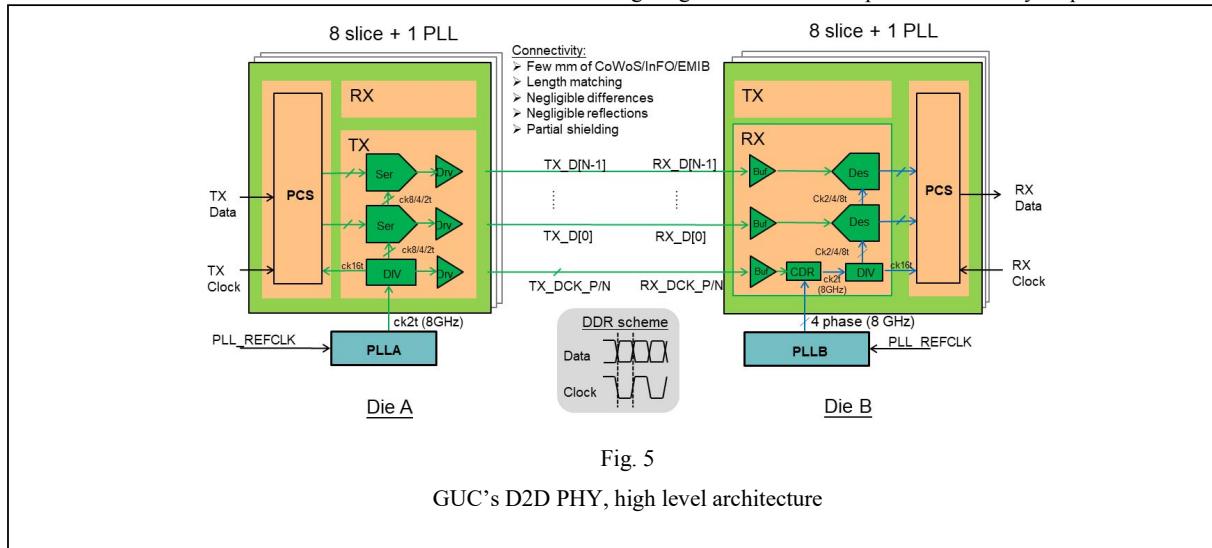 8 slice + 1 PLL
Connectivity:
➢ Few mm of CoWoS/InFO/EMIB
➢ Length matching
➢ Negligible differences
➢ Negligible reflections
➢ Partial shielding
8 slice + 1 PLL
RX
TX
PCS
Ser
Drv
ck8/4/2t
Ser
Drv
ck8/4/2t
ck16t
DIV
Drv
TX
Data
TX
Clock
ck2t (8GHz)
PLL_REFCLK
PLLA
Die A
TX_D[N-1]
RX_D[N-1]
TX_D[0]
RX_D[0]
TX_DCK_P/N
RX_DCK_P/N
DDR scheme
Data
Clock
TX
RX
Buf
Des
Ck2/4/8t
Buf
Des
Ck2/4/8t
Buf
CDR
ck2t
(8GHz)
DIV
ck16t
PCS
RX
Data
RX
Clock
4 phase (8 GHz)
PLLB
PLL_REFCLK
Die B
Fig. 5
GUC's D2D PHY, high level architecture